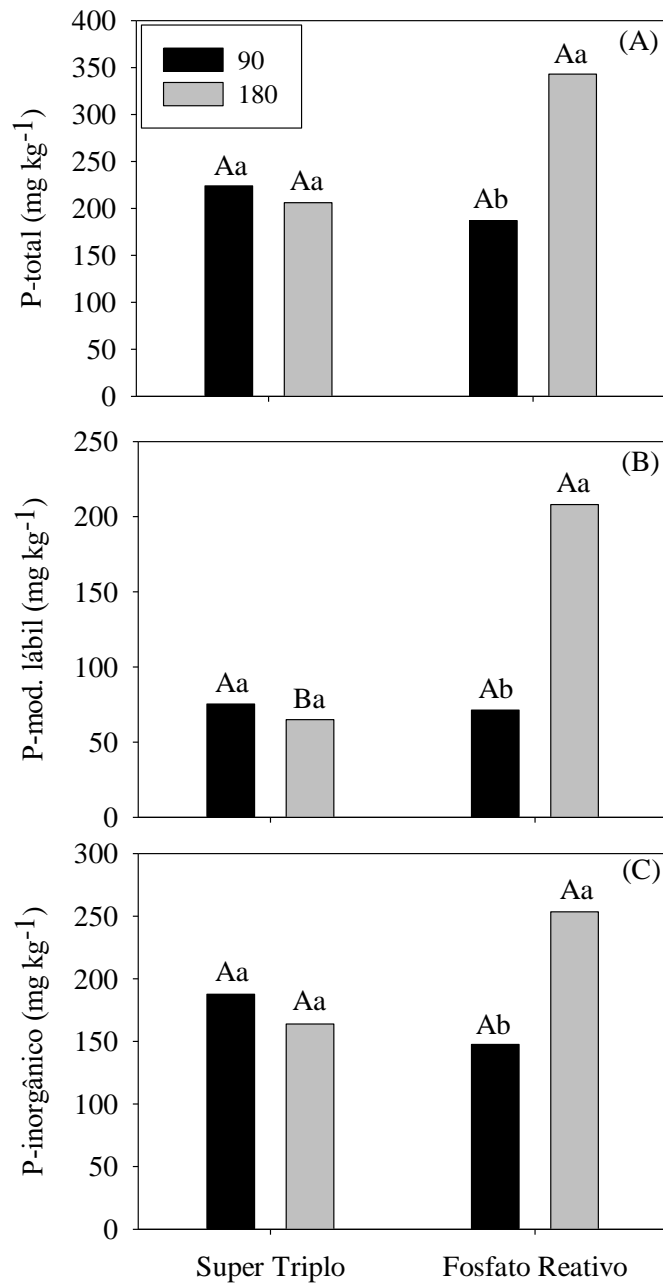 400
350
300
250
200
150
100
50
0
P-total (mg kg-1)
90
180
(A)
Aa
Aa
Ab
Aa
250
200
150
100
50
0
P-mod. lábil (mg kg-1)
(B)
Aa
Ba
Ab
Aa
300
250
200
150
100
50
0
P-inorgânico (mg kg-1)
(C)
Aa
Aa
Ab
Aa
Super Triplo
Fosfato Reativo